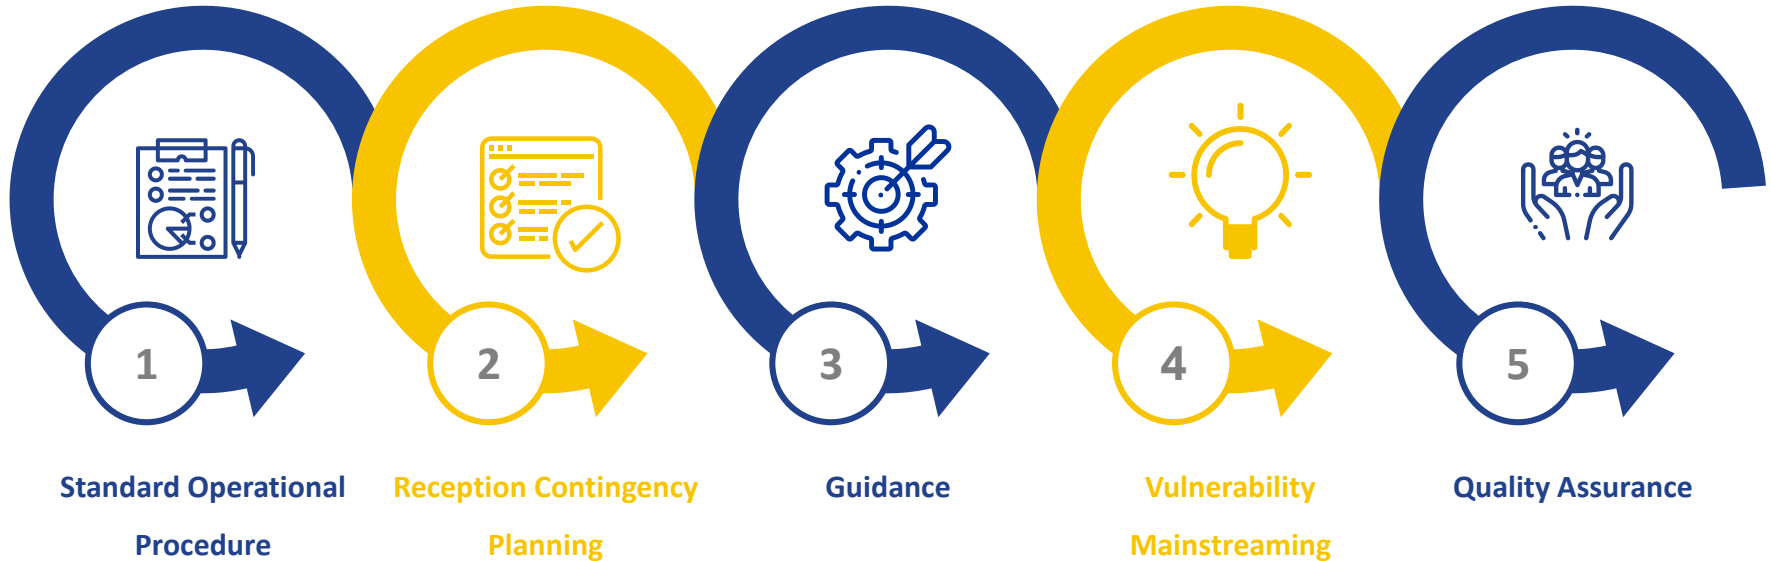 1
2
3
4
5
Standard Operational
Procedure
Reception Contingency
Planning
Guidance
Vulnerability
Mainstreaming
Quality Assurance